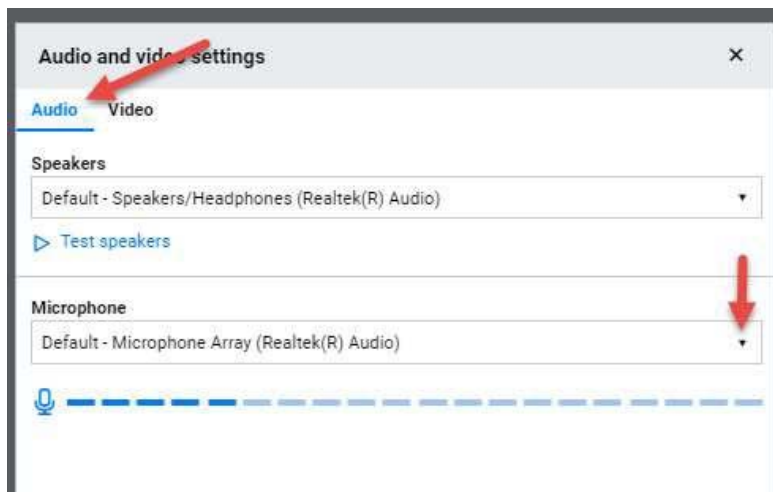 Audio and video settings
Audio Video
Speakers
Default - Speakers/Headphones (Realtek(R) Audio)
Test speakers
Microphone
Default - Microphone Array (Realtek(R) Audio)